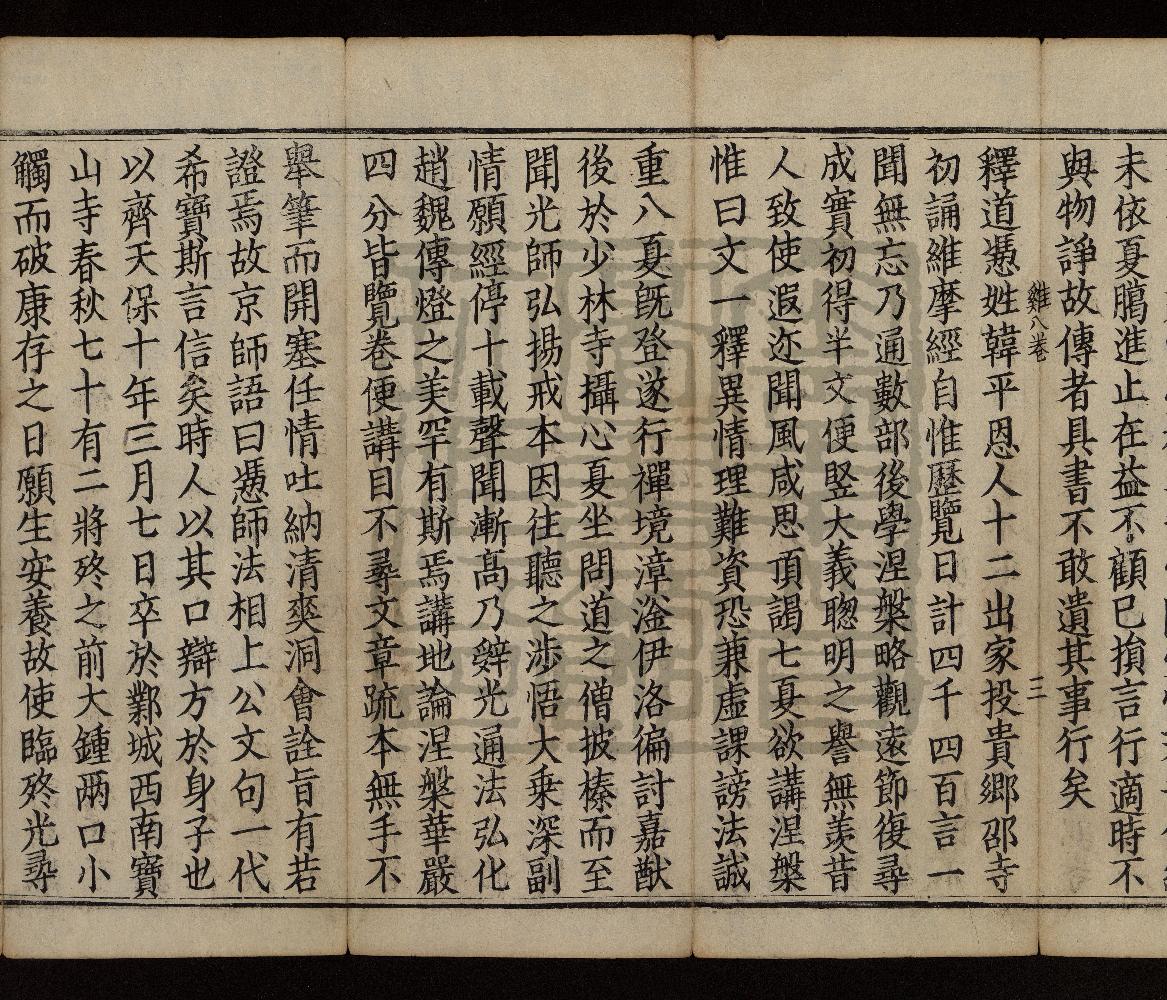 未依夏臈進止在益不顧已損言行適時不
與物諍故傳者具書不敢遺其事行矣
雞八卷 三
釋道慿姓韓平恩人十二出家投貴鄉邵寺
初誦維摩經自惟歷覽日計四千四百言一
聞無忘乃通數部後學涅槃略觀遠節復尋
成實初得半文便竪大義聦明之譽無羨昔
人致使遐迩聞風咸思頂謁七夏欲講涅槃
惟曰文一釋異情理難資恐兼虛課謗法誠
重八夏旣登遂行禪境漳滏伊洛徧討嘉猷
後於少林寺攝心夏坐問道之僧披榛而至
聞光師弘揚戒本因往聽之涉悟大乗深副
情願經停十載聲聞漸高乃辤光通法弘化
趙魏傳燈之美罕有斯焉講地論涅槃華嚴
四分皆覽卷便講目不尋文章䟽本無手不
舉筆而開塞任情吐納清爽洞會詮旨有若
證焉故京師語曰慿師法相上公文句一代
希寶斯言信矣時人以其口辯方於身子也
以齊天保十年三月七日卒於鄴城西南寶
山寺春秋七十有二將終之前大鍾兩口小
觸而破康存之日願生安養故使臨終光尋